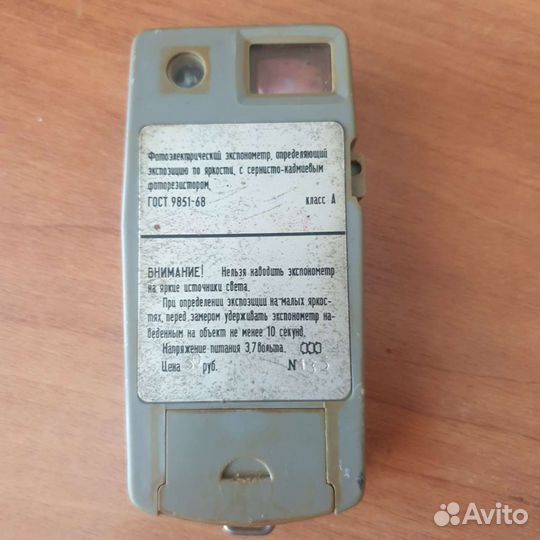 Фотоэлектрический экспонометр, определяющий
экспозицию по яркости, с сернисто-кадмиевым
фоторезистором.
ГОСТ 9851-68 класс А
ВНИМАНИЕ! Нельзя наводить экспонометр
на яркие источники света.
При определении экспозиции на малых яркос-
тях, перед замером удерживать экспонометр на-
веденным на объект не менее 10 секунд.
Напряжение питания 3,7 вольта.
Цена руб. №
Avito